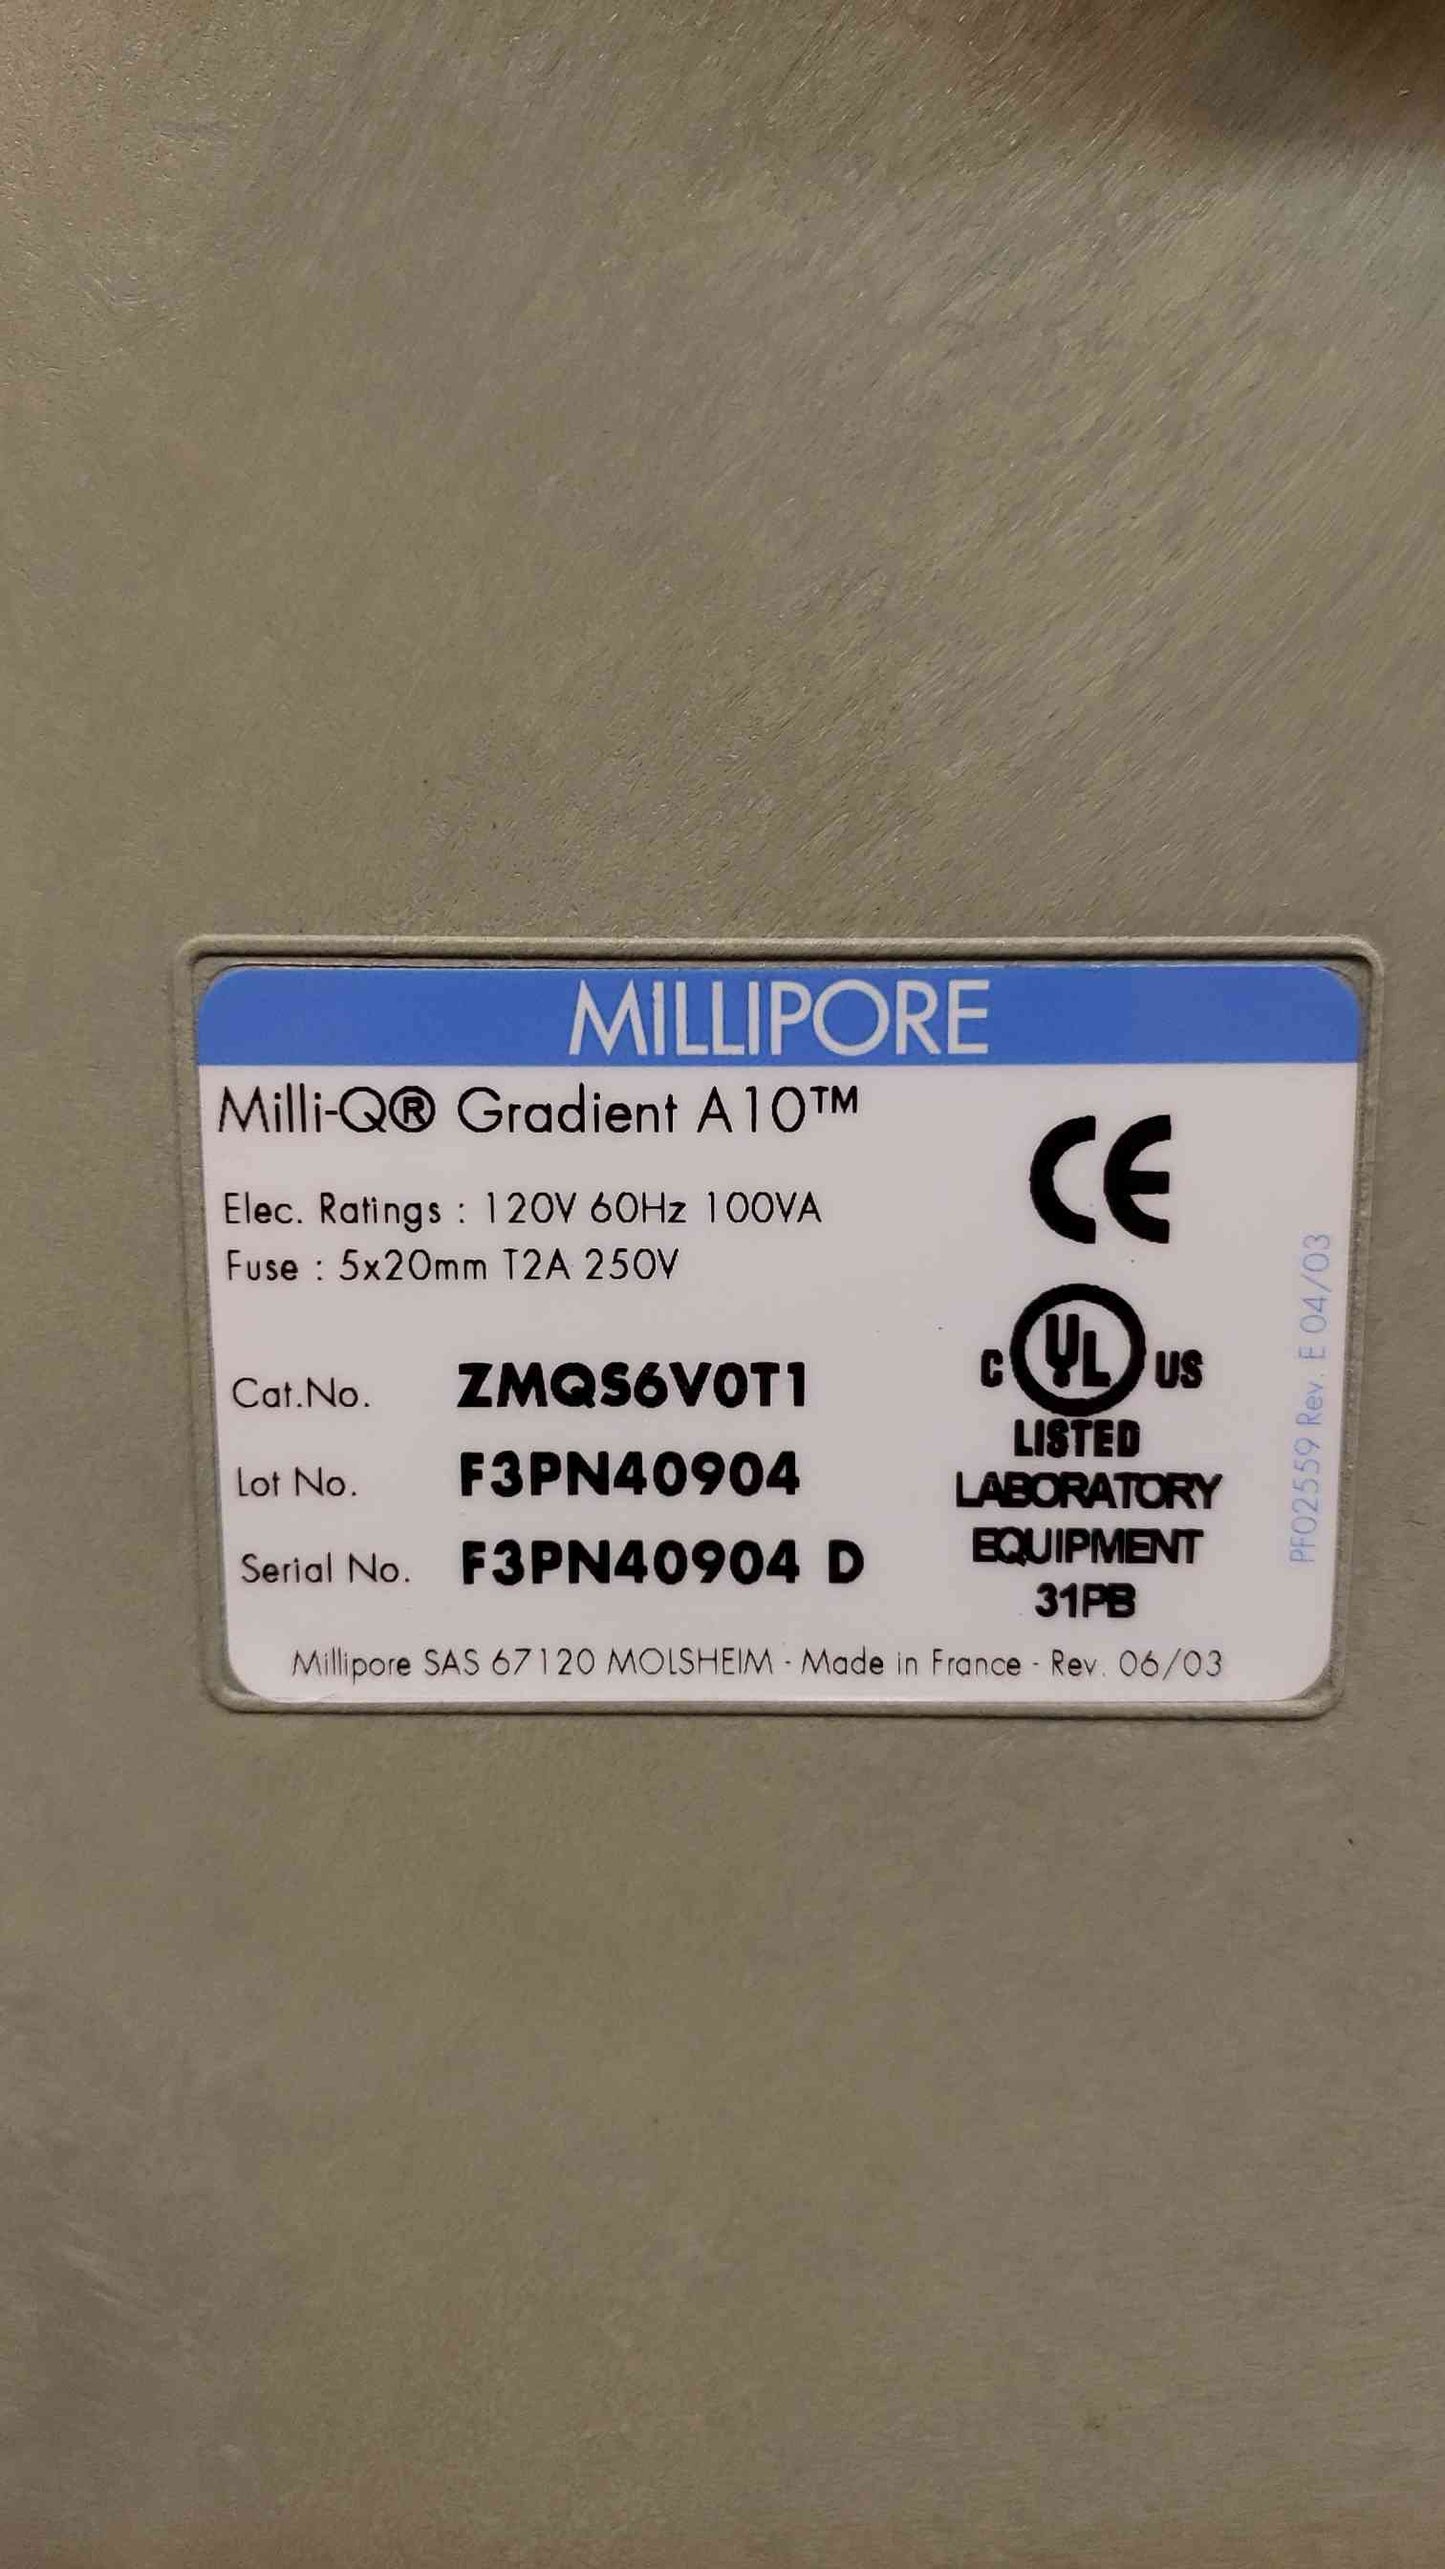 MILLIPORE
Milli-Q® Gradient A10™
Elec. Ratings : 120V 60Hz 100VA
Fuse : 5x20mm T2A 250V
Cat.No. ZMQS6V0T1
Lot No. F3PN40904
Serial No. F3PN40904 D
CE
C UL US
LISTED
LABORATORY
EQUIPMENT
31PB
PF02559 Rev. E 04/03
Millipore SAS 67120 MOLSHEIM - Made in France - Rev. 06/03